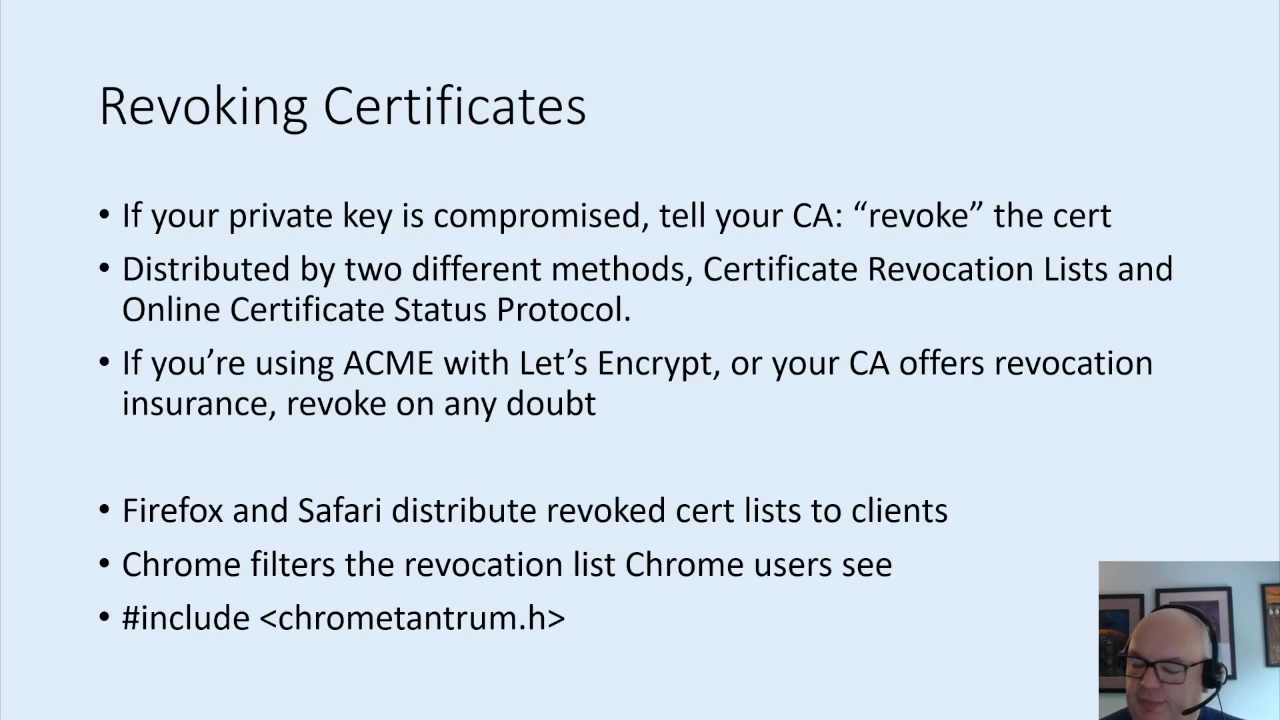 Revoking Certificates
• If your private key is compromised, tell your CA: “revoke” the cert
• Distributed by two different methods, Certificate Revocation Lists and
Online Certificate Status Protocol.
• If you’re using ACME with Let’s Encrypt, or your CA offers revocation
insurance, revoke on any doubt
• Firefox and Safari distribute revoked cert lists to clients
• Chrome filters the revocation list Chrome users see
• #include <chrometantrum.h>